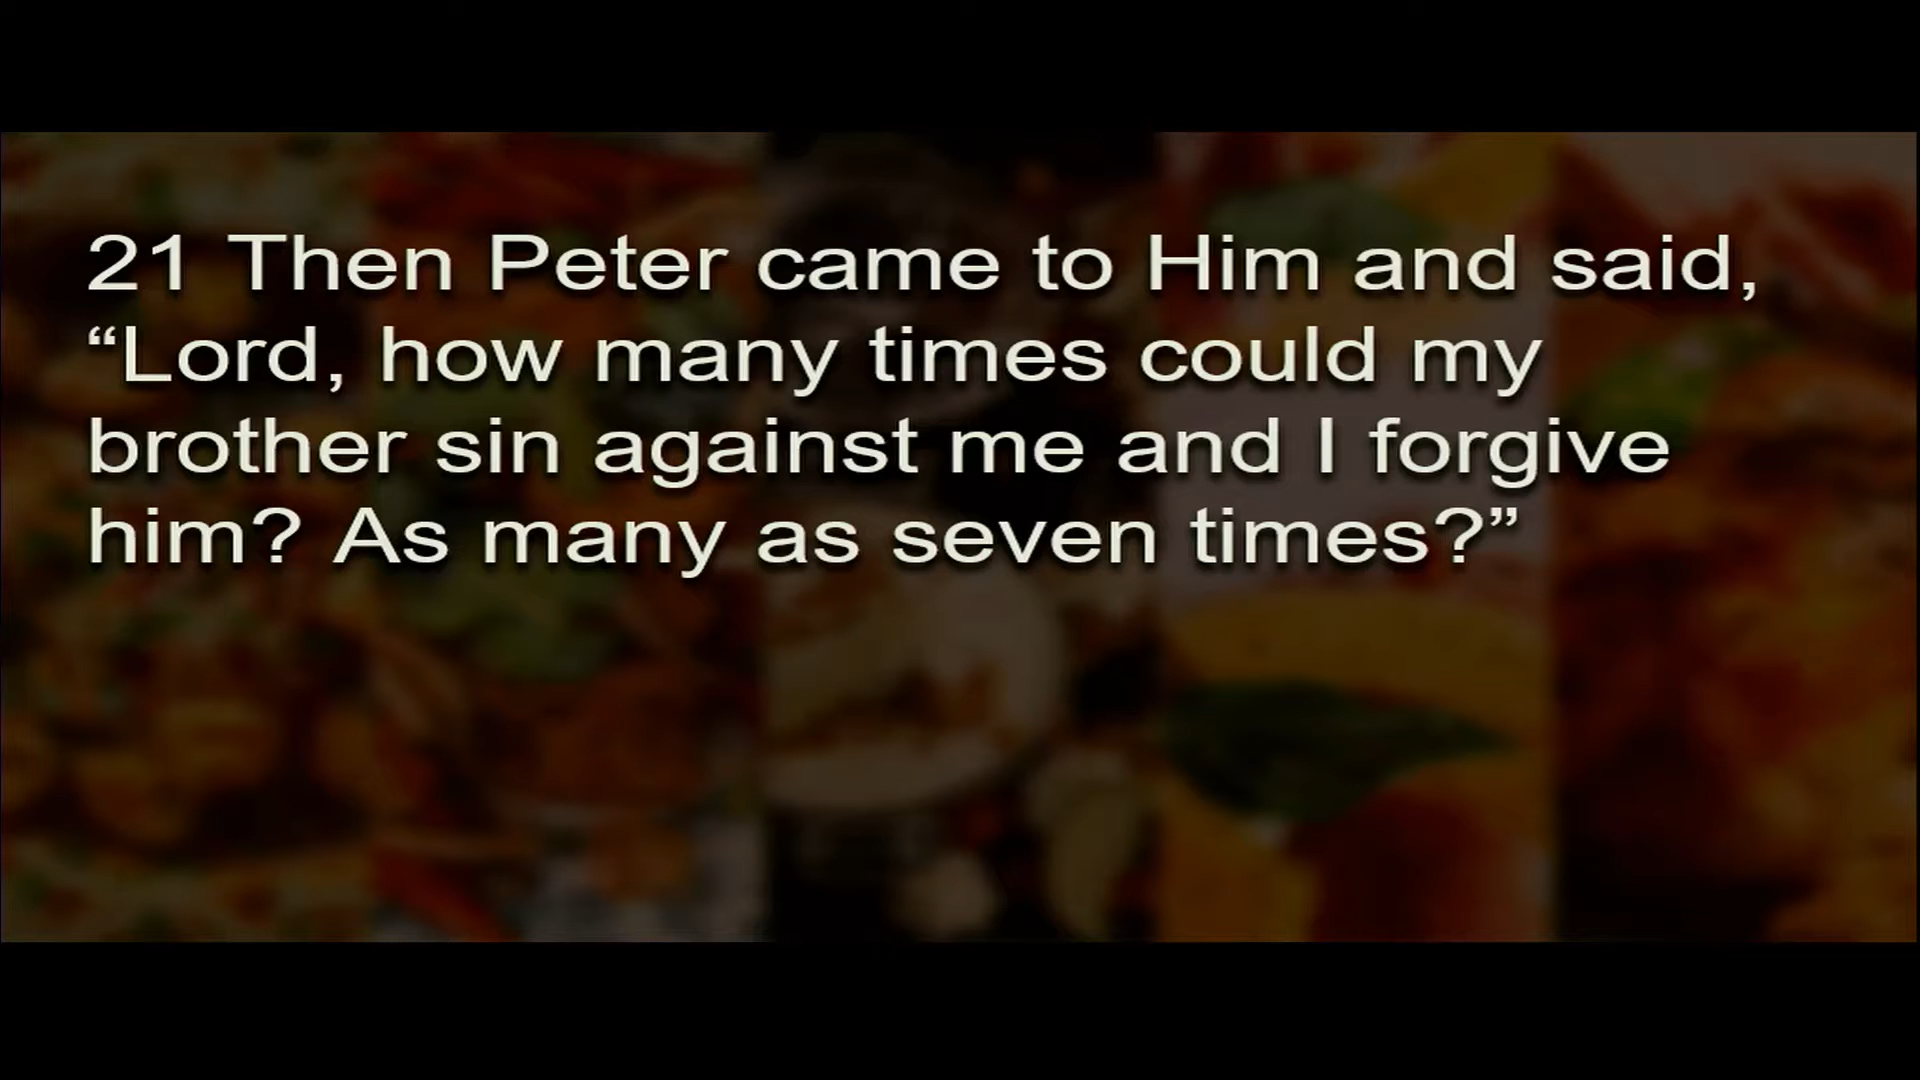 21 Then Peter came to Him and said,
“Lord, how many times could my
brother sin against me and I forgive
him? As many as seven times?”